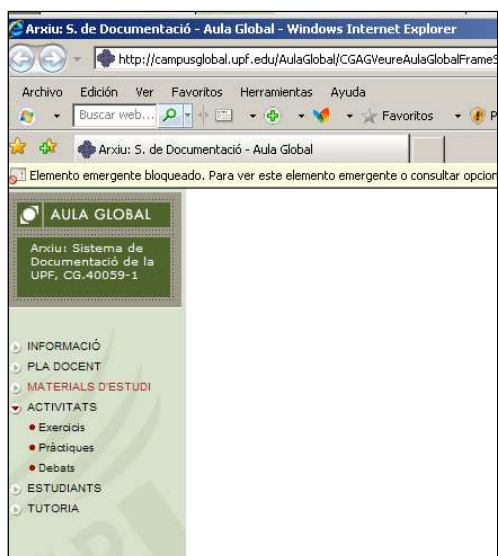 Arxiu: S. de Documentació - Aula Global - Windows Internet Explorer
http://campusglobal.upf.edu/AulaGlobal/CGAGVeureAulaGlobalFrameS
Archivo Edición Ver Favoritos Herramientas Ayuda
Buscar web... Favoritos P
Arxiu: S. de Documentació - Aula Global
Elemento emergente bloqueado. Para ver este elemento emergente o consultar opcion
AULA GLOBAL
Arxiu: Sistema de
Documentació de la
UPF, CG.40059-1
INFORMACIÓ
PLA DOCENT
MATERIALS D'ESTUDI
ACTIVITATS
Exercicis
Pràctiques
Debats
ESTUDIANTS
TUTORIA